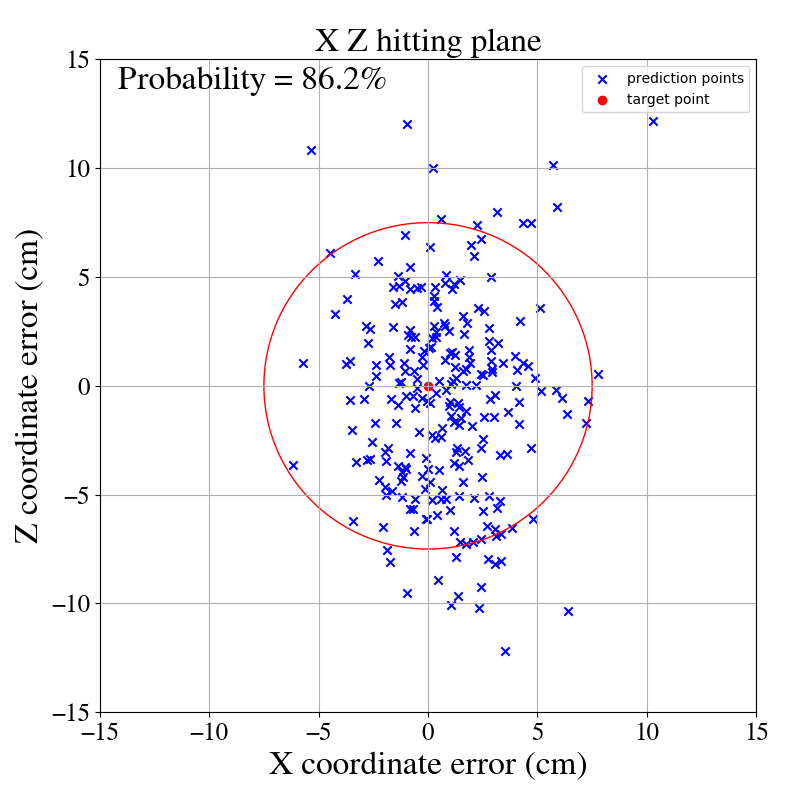 X Z hitting plane
Probability = 86.2%
prediction points
target point
Z coordinate error (cm)
15
10
5
0
−5
−10
−15
−15 −10 −5 0 5 10 15
X coordinate error (cm)